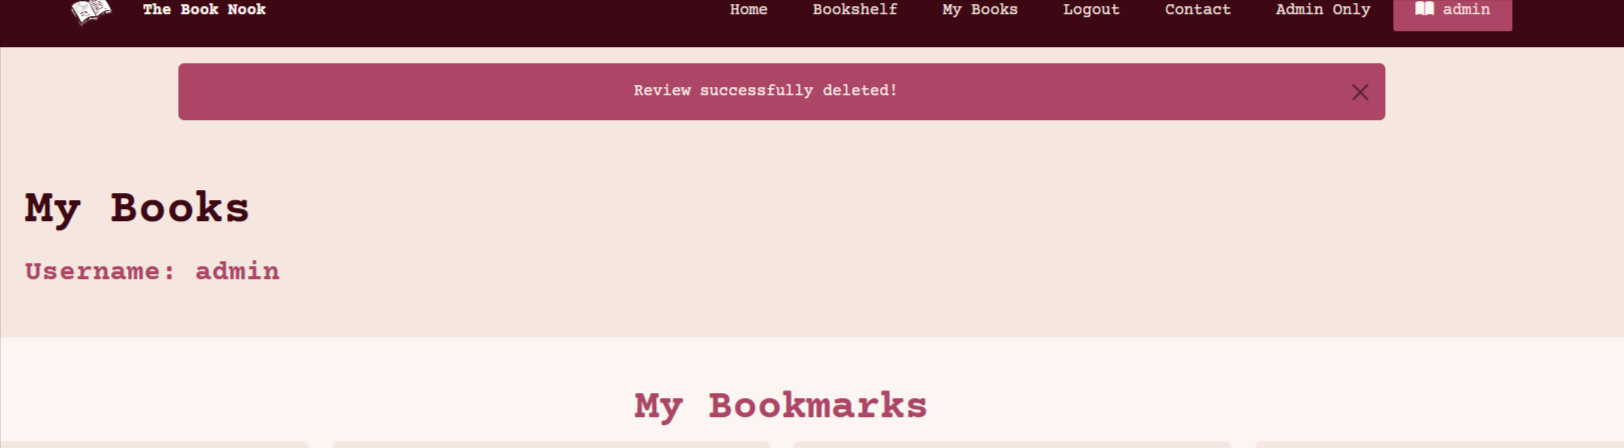 The Book Nook
Home Bookshelf My Books Logout Contact Admin Only admin
Review successfully deleted!
My Books
Username: admin
My Bookmarks